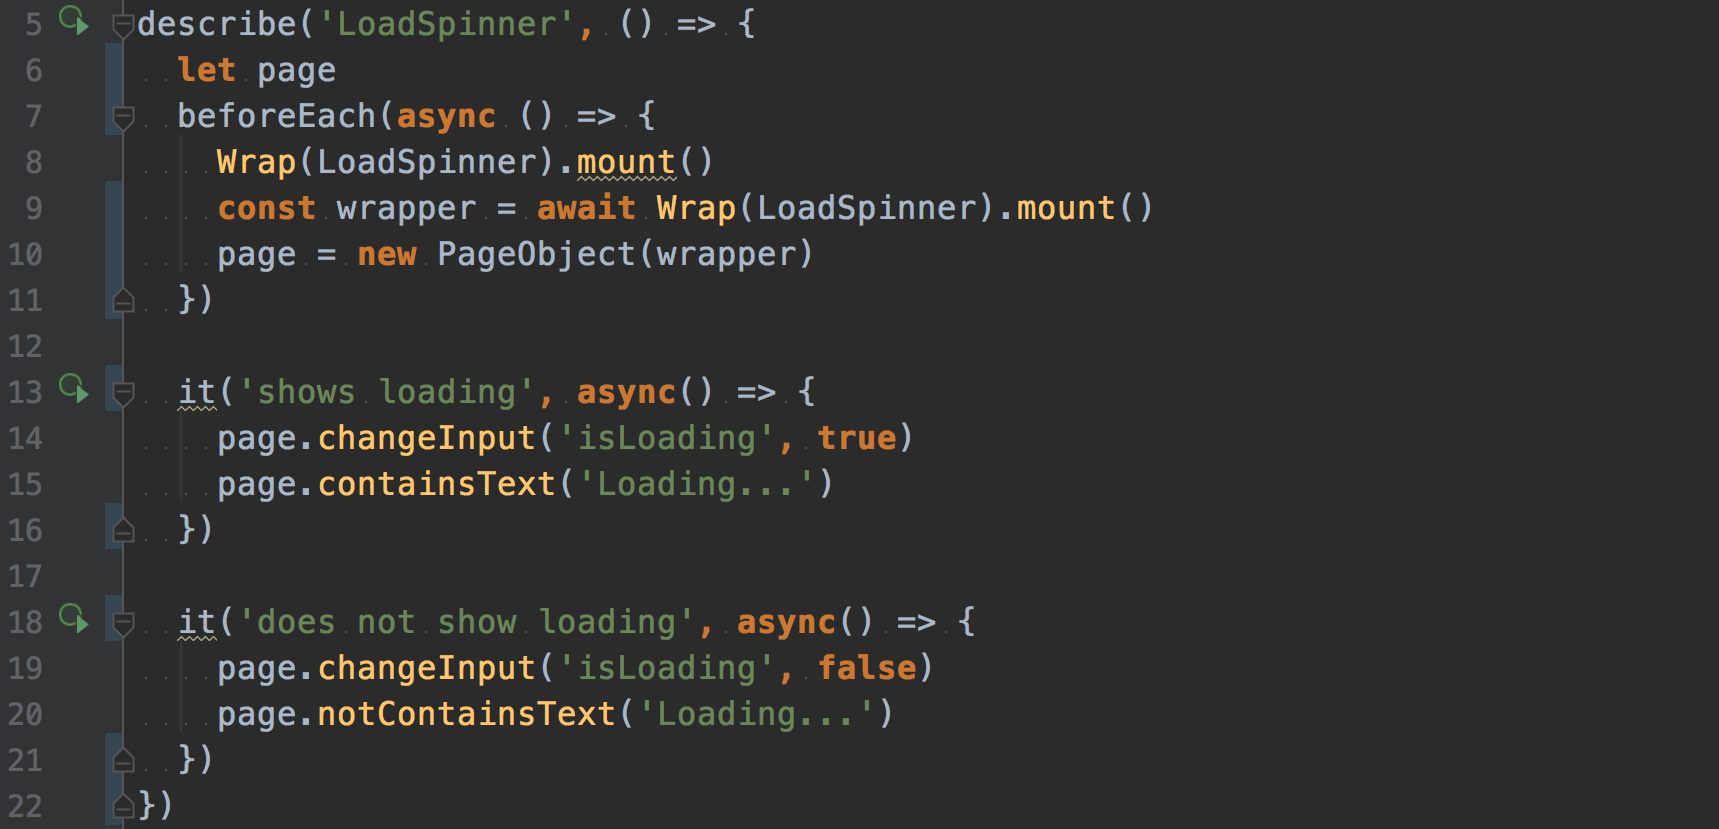 5 describe('LoadSpinner', () => {
6 let page
7 beforeEach(async () => {
8 Wrap(LoadSpinner).mount()
9 const wrapper = await Wrap(LoadSpinner).mount()
10 page = new PageObject(wrapper)
11 })
12
13 it('shows loading', async() => {
14 page.changeInput('isLoading', true)
15 page.containsText('Loading...')
16 })
17
18 it('does not show loading', async() => {
19 page.changeInput('isLoading', false)
20 page.notContainsText('Loading...')
21 })
22 })